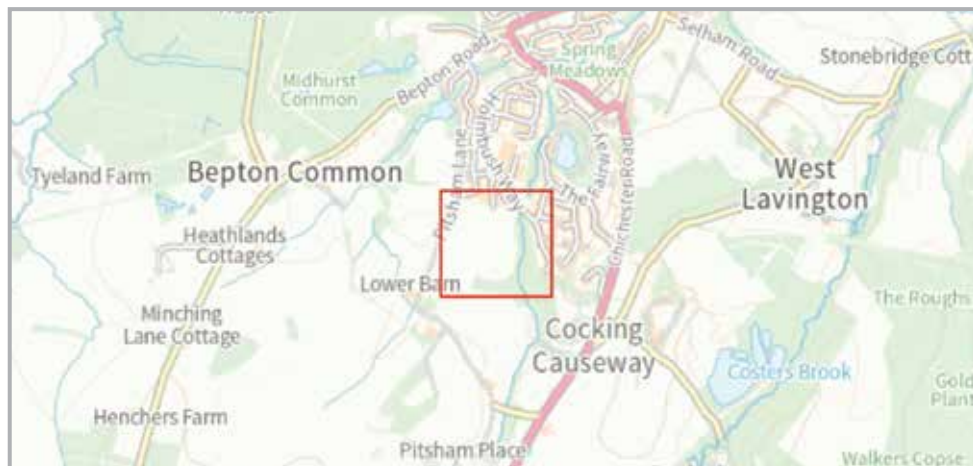 Selham Road
Spring
Meadows
Stonebridge Cott
Midhurst
Common
Bepton Road
Holmbush Way
Tyeland Farm
Bepton Common
Pitsham Lane
The Fairway
Chichester Road
West
Lavington
Heathlands
Cottages
Lower Barn
The Roughs
Minching
Lane Cottage
Cocking
Causeway
Costers Brook
Gold
Plant
Henchers Farm
Pitsham Place
Walkers Copse